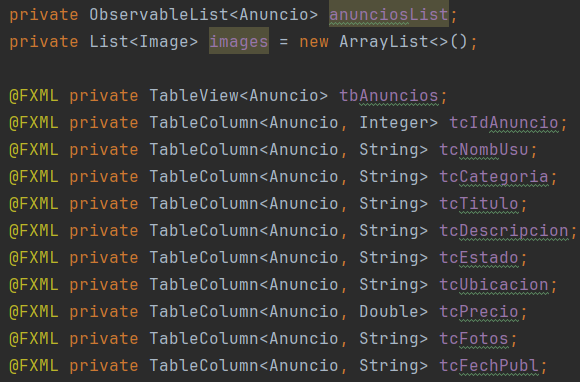 private ObservableList<Anuncio> anunciosList;
private List<Image> images = new ArrayList<>();
@FXML private TableView<Anuncio> tbAnuncios;
@FXML private TableColumn<Anuncio, Integer> tcIdAnuncio;
@FXML private TableColumn<Anuncio, String> tcNombUsu;
@FXML private TableColumn<Anuncio, String> tcCategoria;
@FXML private TableColumn<Anuncio, String> tcTitulo;
@FXML private TableColumn<Anuncio, String> tcDescripcion;
@FXML private TableColumn<Anuncio, String> tcEstado;
@FXML private TableColumn<Anuncio, String> tcUbicacion;
@FXML private TableColumn<Anuncio, Double> tcPrecio;
@FXML private TableColumn<Anuncio, String> tcFotos;
@FXML private TableColumn<Anuncio, String> tcFechPubl;